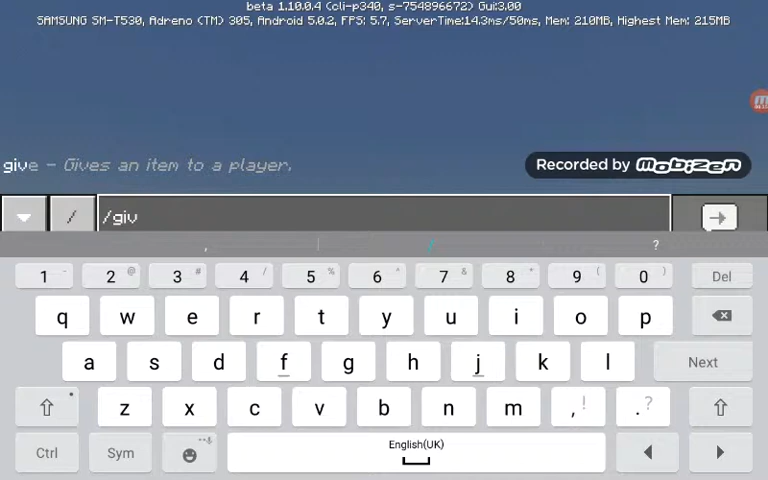 beta 1.10.0.4 (cli-p340, s-754896672) Gui:3.00
SAMSUNG SM-T530, Adreno (TM) 305, Android 5.0.2, FPS: 5.7, ServerTime:14.3ms/50ms, Mem: 210MB, Highest Mem: 215MB
give - Gives an item to a player.
Recorded by mobizen
/ /giv
, / ?
1 - 2 @ 3 # 4 / 5 % 6 ^ 7 & 8 * 9 ( 0 ) Del
q w e r t y u i o p
a s d f g h j k l Next
z x c v b n m , ! . ?
Ctrl Sym English(UK)